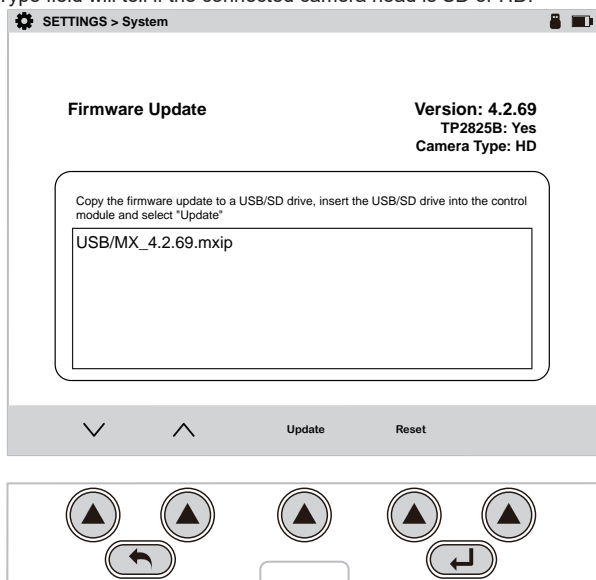 Type field will tell if the connected camera head is SD or HD.
SETTINGS > System
Firmware Update
Version: 4.2.69
TP2825B: Yes
Camera Type: HD
Copy the firmware update to a USB/SD drive, insert the USB/SD drive into the control
module and select "Update"
USB/MX_4.2.69.mxip
Update
Reset